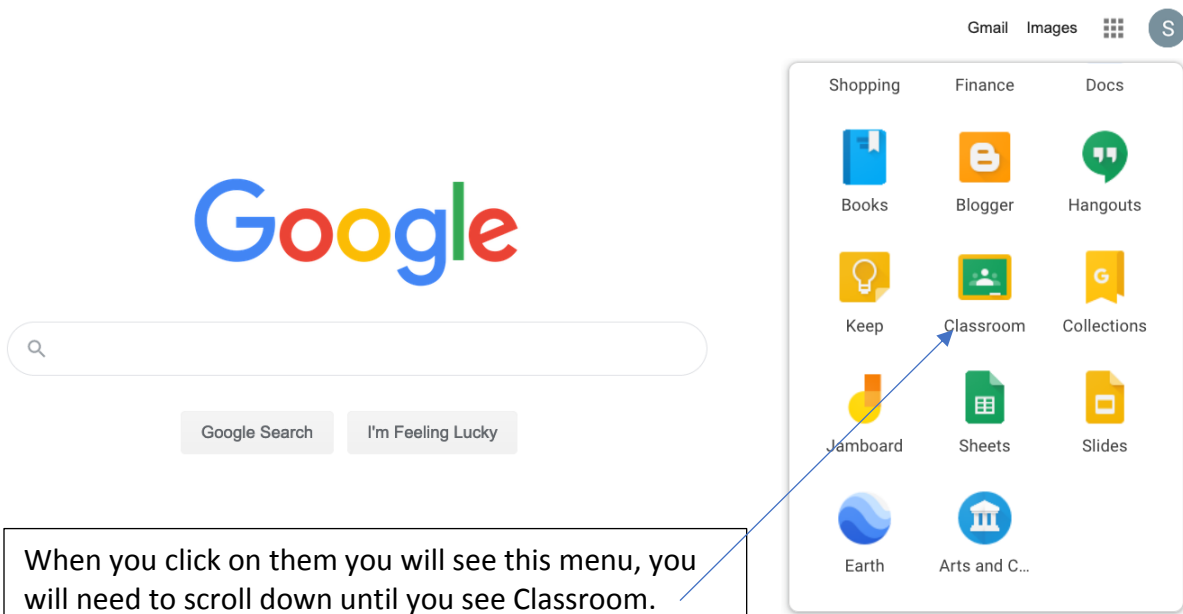 Gmail Images S
Shopping Finance Docs
Books Blogger Hangouts
Google
G
Keep Classroom Collections
Google Search I'm Feeling Lucky
Jamboard Sheets Slides
Earth Arts and C...
When you click on them you will see this menu, you
will need to scroll down until you see Classroom.